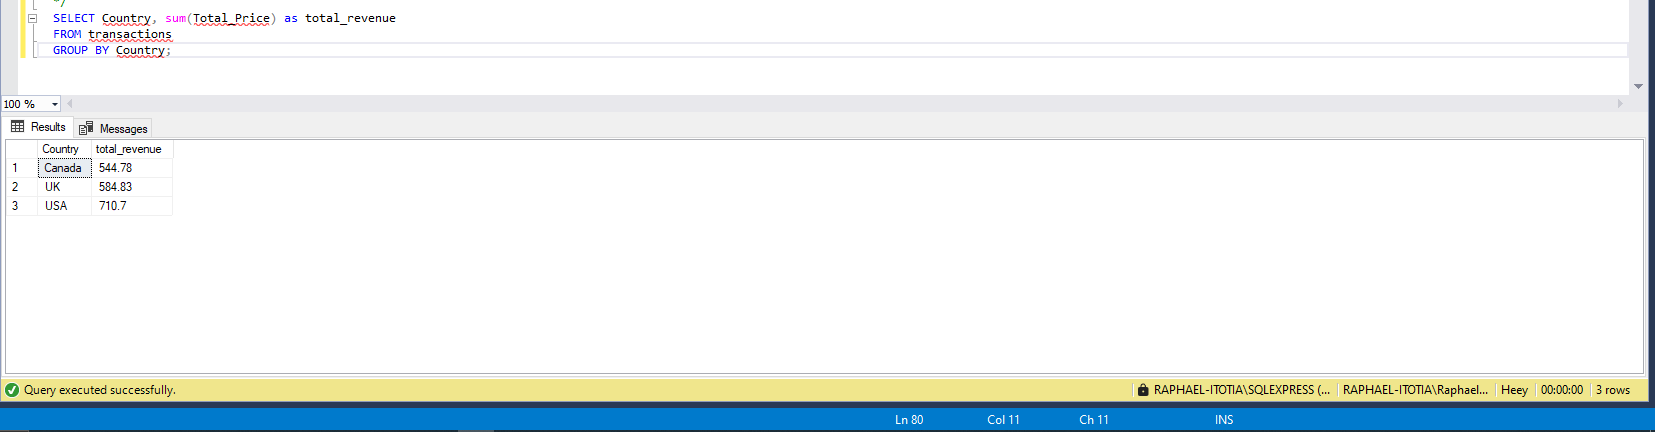 */
SELECT Country, sum(Total_Price) as total_revenue
FROM transactions
GROUP BY Country;
100 %
Results Messages
Country total_revenue
1 Canada 544.78
2 UK 584.83
3 USA 710.7
Query executed successfully. RAPHAEL-ITOTIA\SQLEXPRESS (... RAPHAEL-ITOTIA\Raphael... Heey 00:00:00 3 rows
Ln 80 Col 11 Ch 11 INS